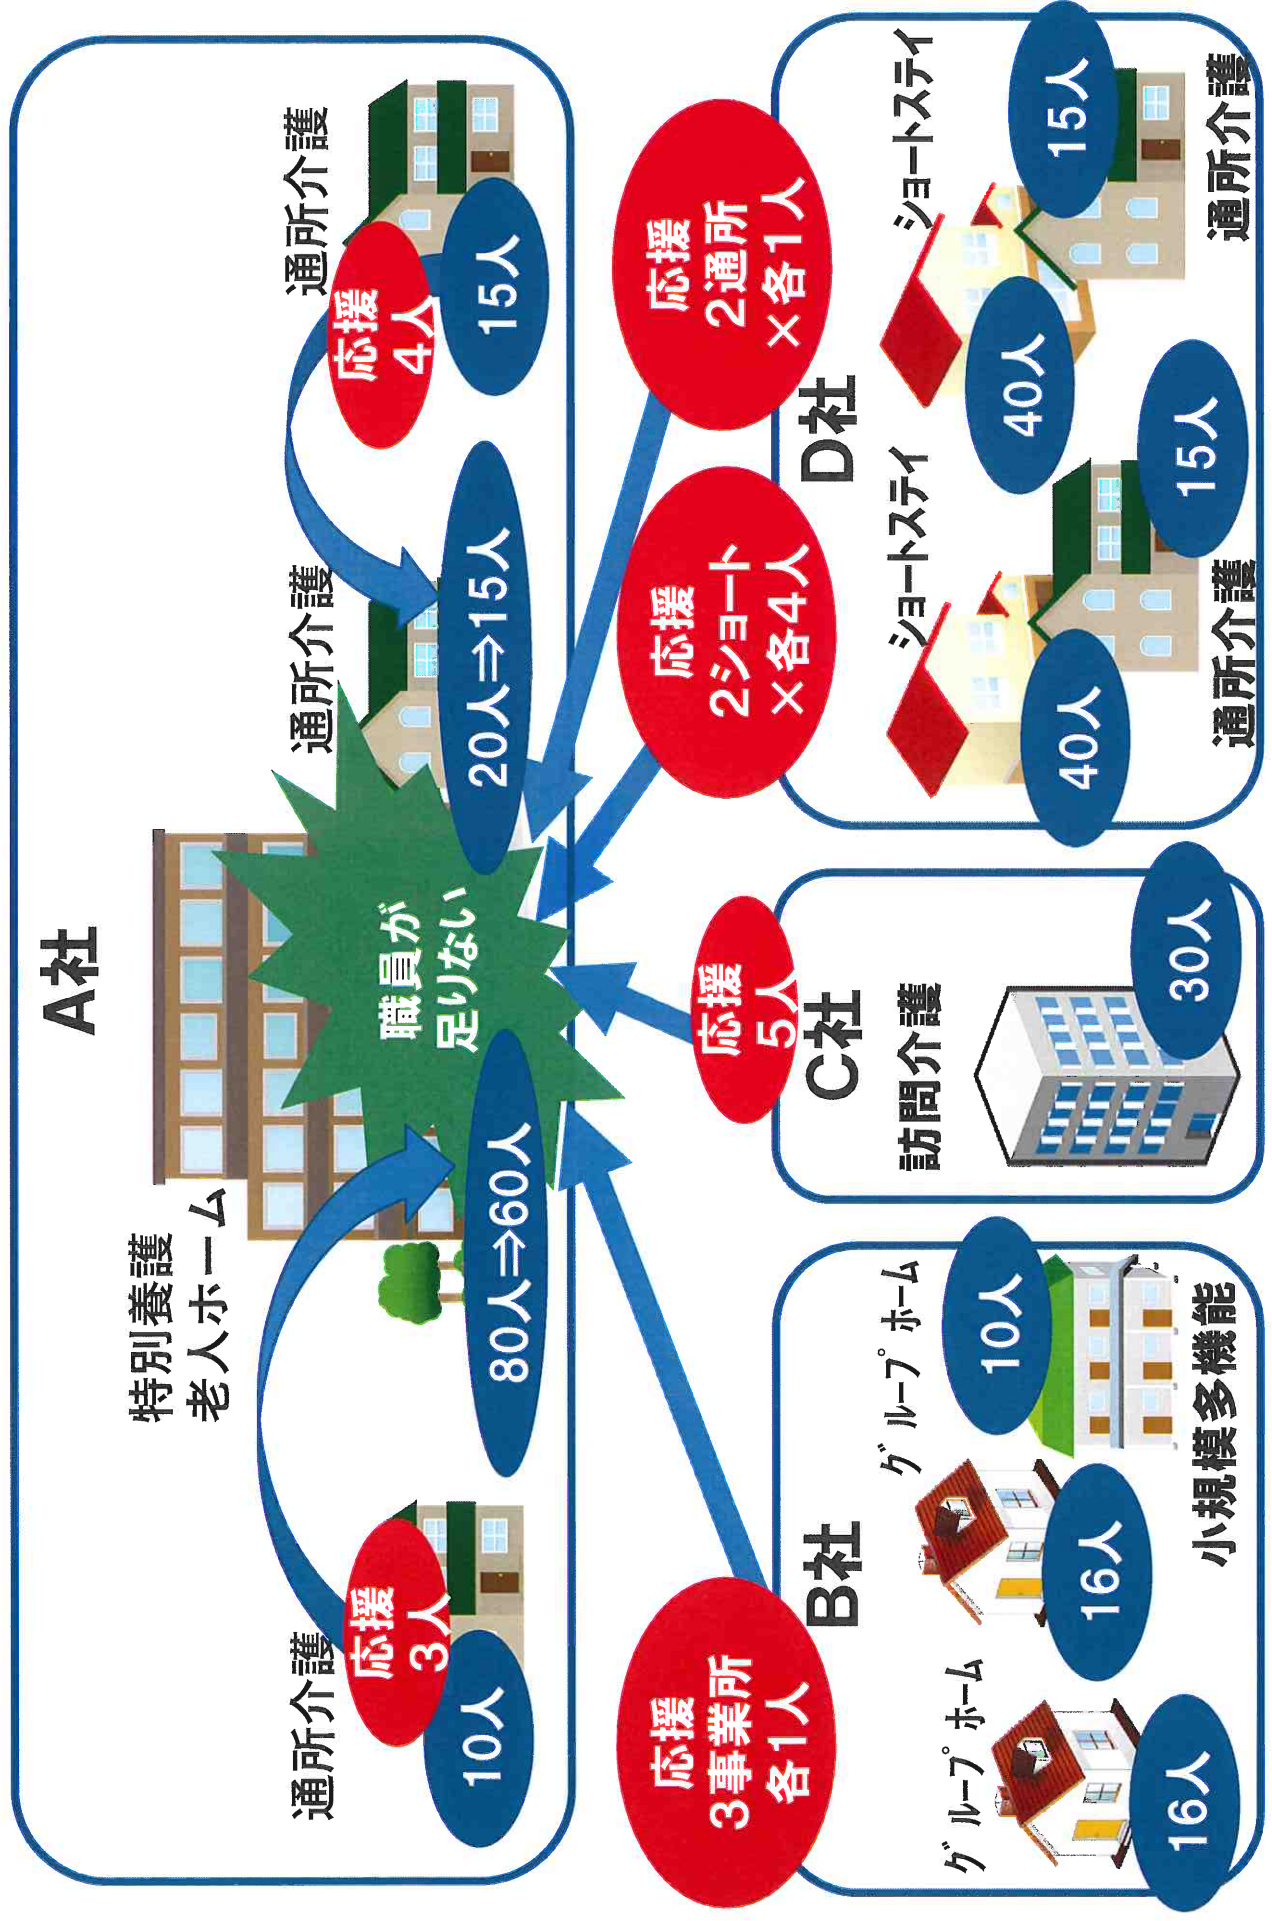 A社
特別養護
老人ホーム
通所介護
応援
3人
10人
80人⇒60人
職員が
足りない
通所介護
20人⇒15人
通所介護
応援
4人
15人
応援
3事業所
各1人
応援
5人
応援
2ショート
×各4人
応援
2通所
×各1人
B社
グループホーム
16人
グループホーム
16人
10人
小規模多機能
C社
訪問介護
30人
D社
ショートステイ
40人
通所介護
15人
ショートステイ
40人
通所介護
15人